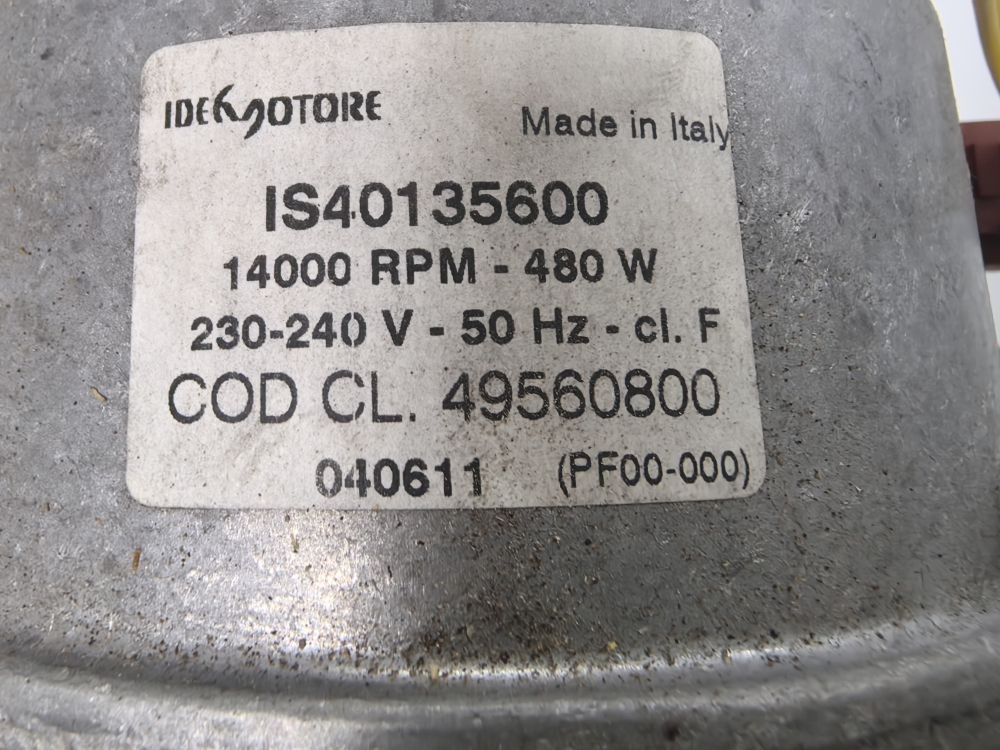 IDEAMOTORE
Made in Italy
IS40135600
14000 RPM - 480 W
230-240 V - 50 Hz - cl. F
COD CL. 49560800
040611 (PF00-000)